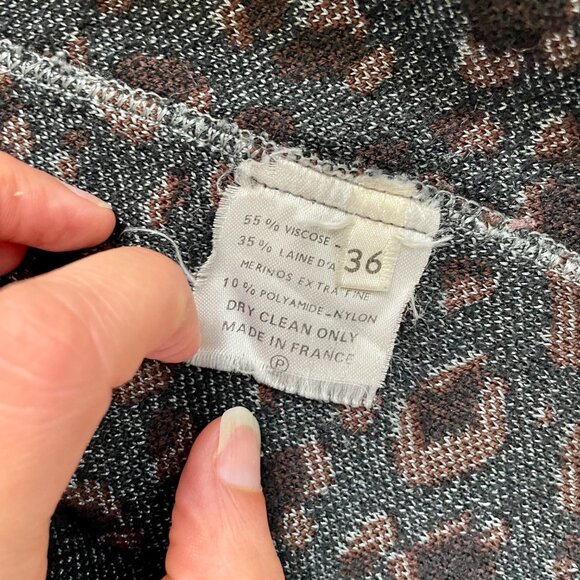 55 % VISCOSE -
35 % LAINE D'A
36
MERINOS EXTRA FINE
10 % POLYAMIDE-NYLON
DRY CLEAN ONLY
MADE IN FRANCE
P